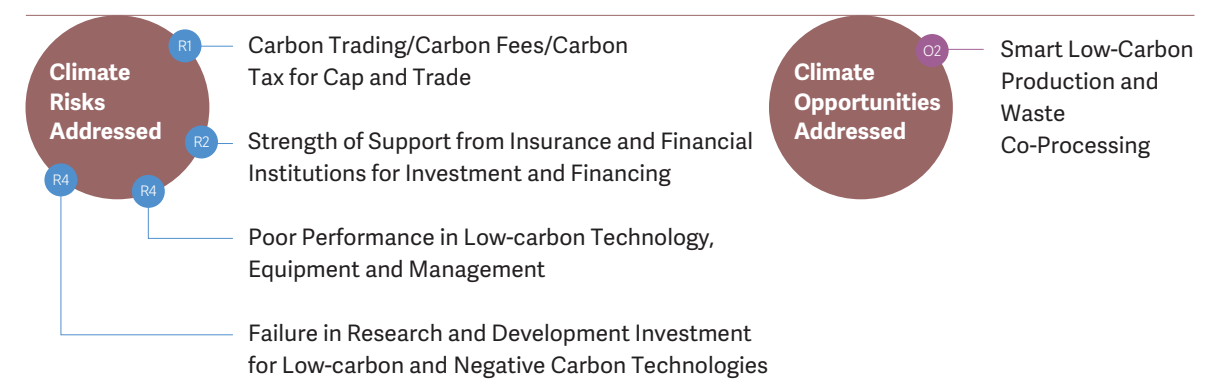 Climate
Risks
Addressed
R1
Carbon Trading/Carbon Fees/Carbon
Tax for Cap and Trade
R2
Strength of Support from Insurance and Financial
Institutions for Investment and Financing
R4
Poor Performance in Low-carbon Technology,
Equipment and Management
R4
Failure in Research and Development Investment
for Low-carbon and Negative Carbon Technologies
Climate
Opportunities
Addressed
O2
Smart Low-Carbon
Production and
Waste
Co-Processing